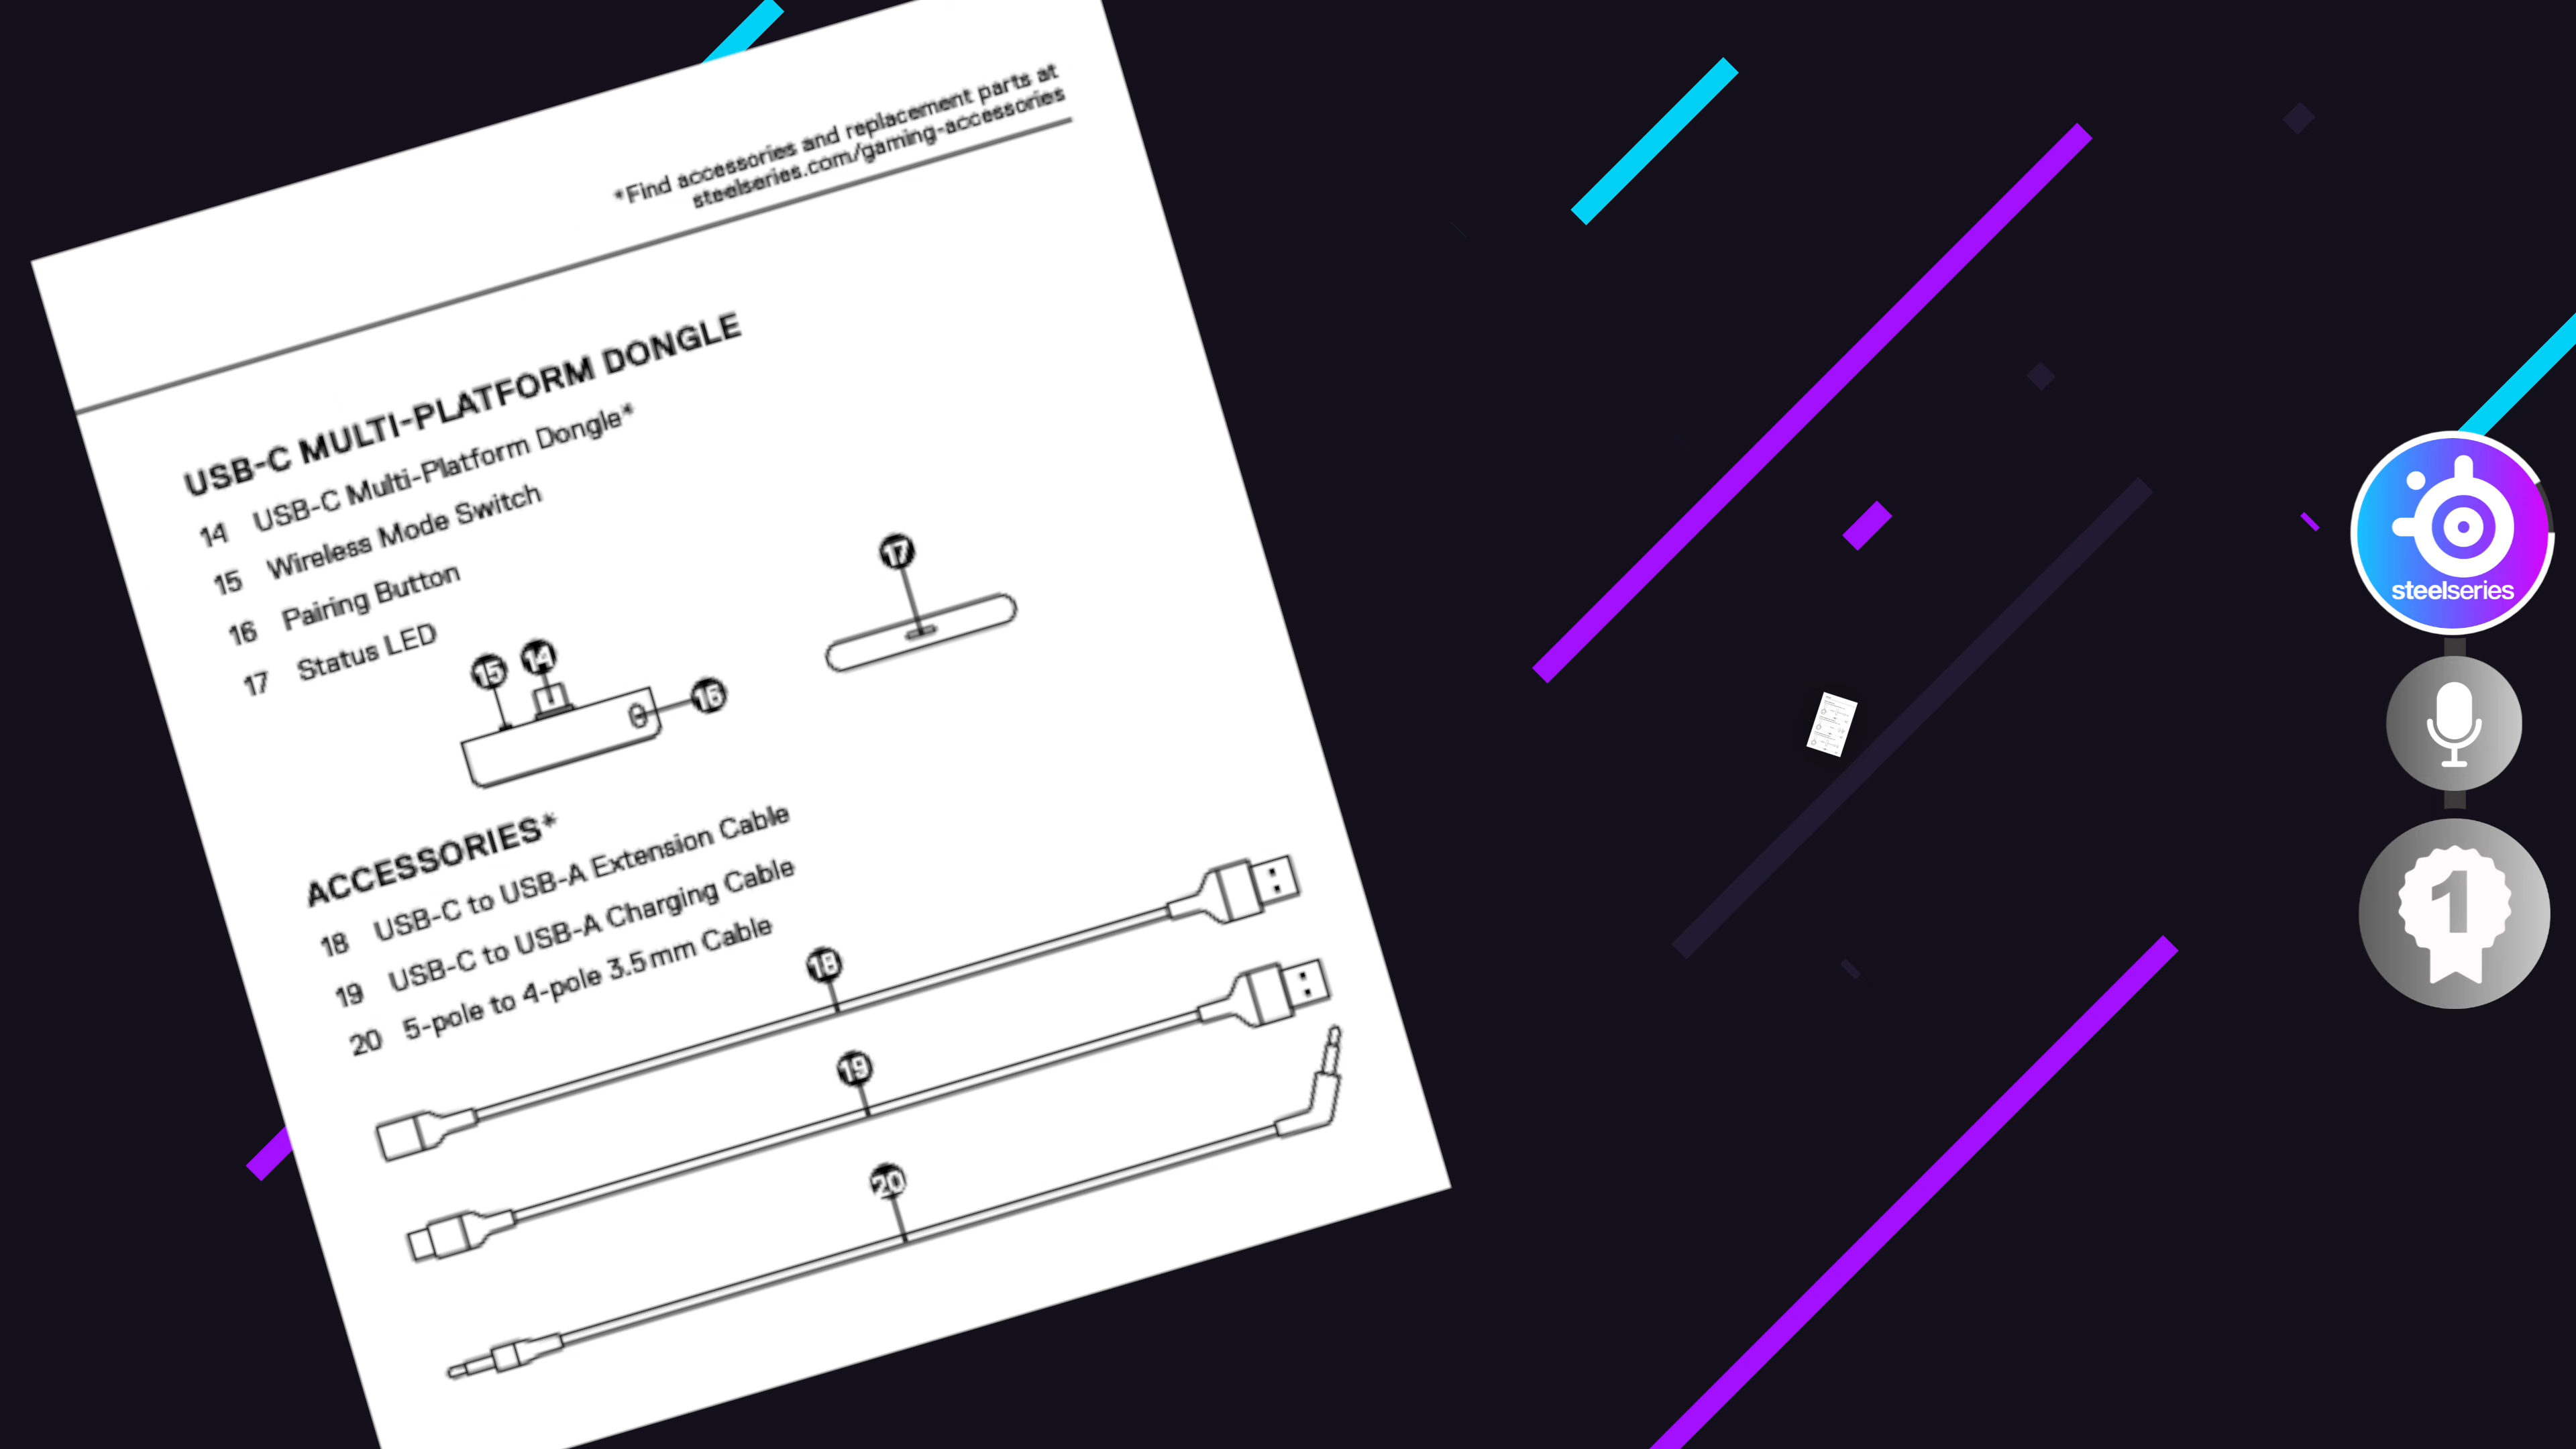 *Find accessories and replacement parts at
steelseries.com/gaming-accessories
USB-C MULTI-PLATFORM DONGLE
14 USB-C Multi-Platform Dongle*
15 Wireless Mode Switch
16 Pairing Button
17 Status LED
17
15
14
16
ACCESSORIES*
18 USB-C to USB-A Extension Cable
19 USB-C to USB-A Charging Cable
20 5-pole to 4-pole 3.5mm Cable
18
19
20
steelseries
1